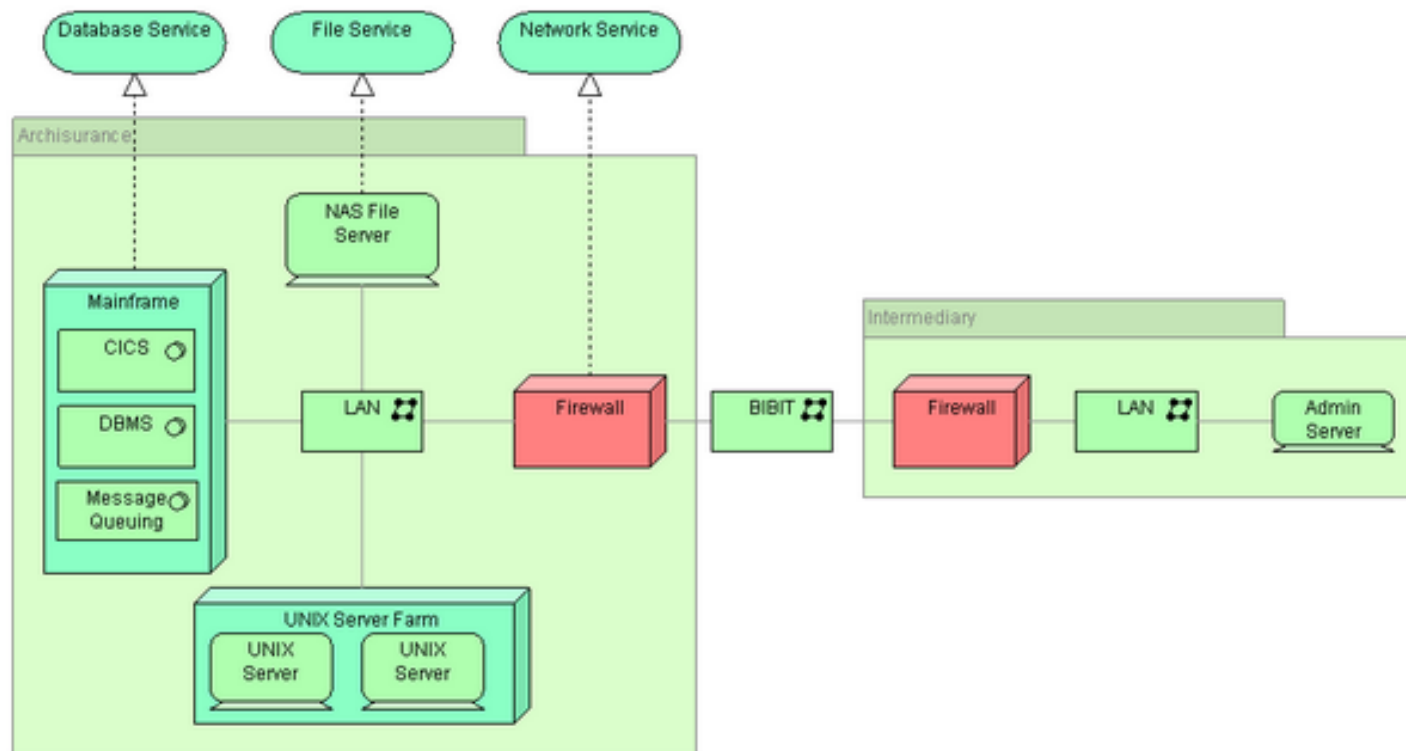 Database Service
File Service
Network Service
Archisurance
NAS File
Server
Mainframe
CICS
DBMS
Message
Queuing
LAN
Firewall
BIBIT
Intermediary
Firewall
LAN
Admin
Server
UNIX Server Farm
UNIX
Server
UNIX
Server